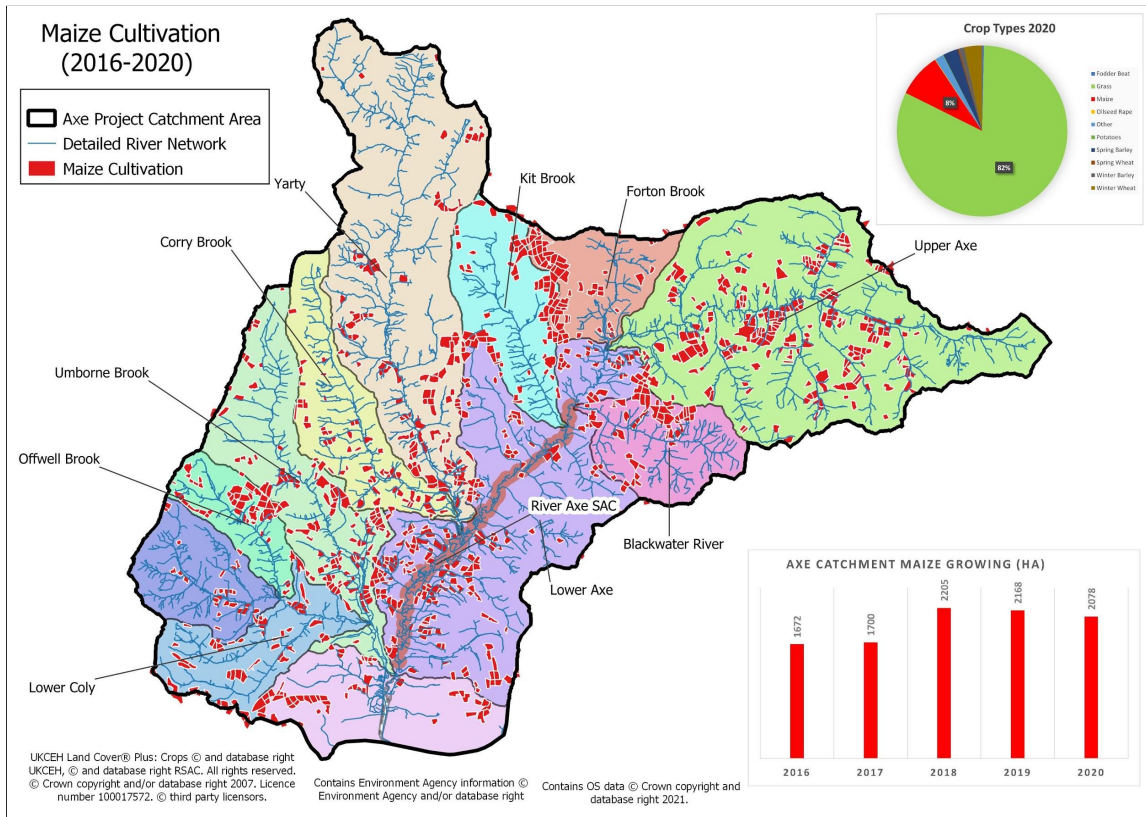 Maize Cultivation
(2016-2020)
Axe Project Catchment Area
Detailed River Network
Maize Cultivation
Yarty
Corry Brook
Umborne Brook
Offwell Brook
Lower Coly
Kit Brook
Forton Brook
Upper Axe
River Axe SAC
Blackwater River
Lower Axe
Crop Types 2020
8%
82%
Fodder Beat
Grass
Maize
Oilseed Rape
Other
Potatoes
Spring Barley
Spring Wheat
Winter Barley
Winter Wheat
AXE CATCHMENT MAIZE GROWING (HA)
1672
1700
2205
2168
2078
2016
2017
2018
2019
2020
UKCEH Land Cover® Plus: Crops © and database right
UKCEH, © and database right RSAC. All rights reserved.
© Crown copyright and/or database right 2007. Licence
number 100017572. © third party licensors.
Contains Environment Agency information ©
Environment Agency and/or database right
Contains OS data © Crown copyright and
database right 2021.